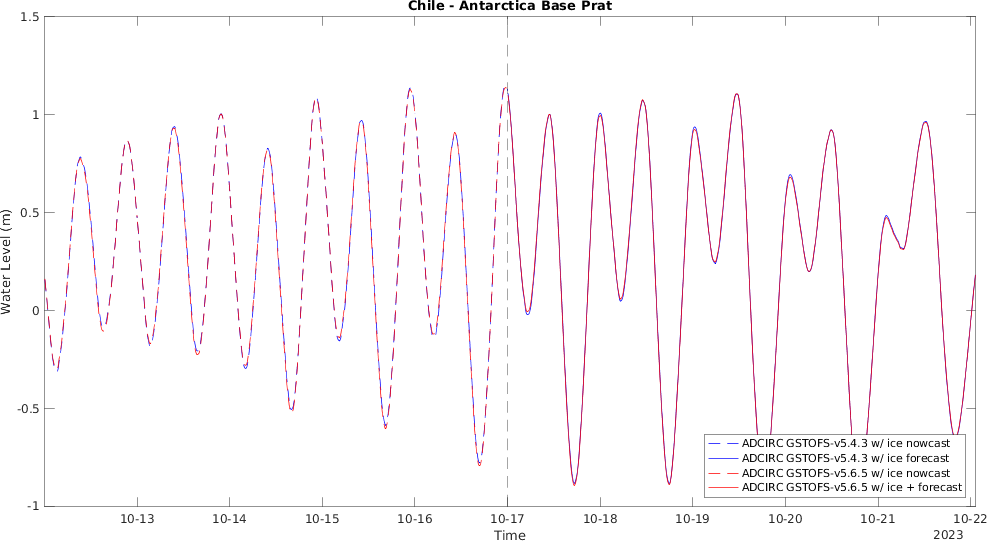 Chile - Antarctica Base Prat
1.5
1
0.5
0
-0.5
-1
Water Level (m)
ADCIRC GSTOFS-v5.4.3 w/ ice nowcast
ADCIRC GSTOFS-v5.4.3 w/ ice forecast
ADCIRC GSTOFS-v5.6.5 w/ ice nowcast
ADCIRC GSTOFS-v5.6.5 w/ ice + forecast
10-13 10-14 10-15 10-16 10-17 10-18 10-19 10-20 10-21 10-22
Time
2023